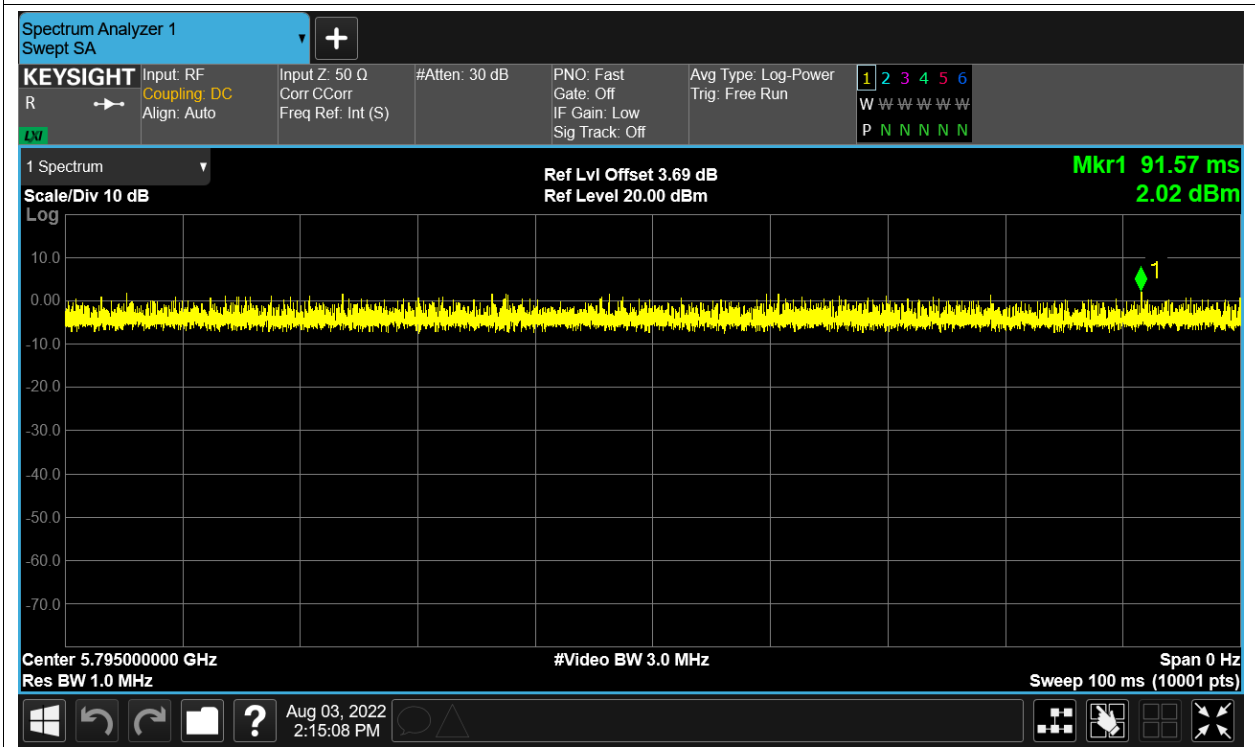 Spectrum Analyzer 1
Swept SA
+
KEYSIGHT
R
LXI
Input: RF
Coupling: DC
Align: Auto
Input Z: 50 Ω
Corr CCorr
Freq Ref: Int (S)
#Atten: 30 dB
PNO: Fast
Gate: Off
IF Gain: Low
Sig Track: Off
Avg Type: Log-Power
Trig: Free Run
1 2 3 4 5 6
W W W W W W
P N N N N N
1 Spectrum
Scale/Div 10 dB
Log
Ref Lvl Offset 3.69 dB
Ref Level 20.00 dBm
Mkr1 91.57 ms
2.02 dBm
1
10.0
0.00
-10.0
-20.0
-30.0
-40.0
-50.0
-60.0
-70.0
Center 5.795000000 GHz
Res BW 1.0 MHz
#Video BW 3.0 MHz
Span 0 Hz
Sweep 100 ms (10001 pts)
?
Aug 03, 2022
2:15:08 PM